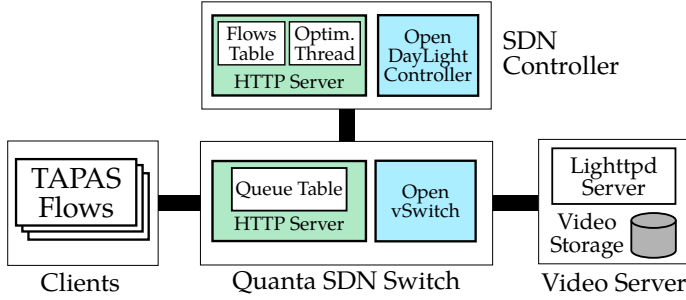 Flows
Table
Optim.
Thread
HTTP Server
Open
DayLight
Controller
SDN
Controller
TAPAS
Flows
Clients
Queue Table
HTTP Server
Open
vSwitch
Quanta SDN Switch
Lighttpd
Server
Video
Storage
Video Server